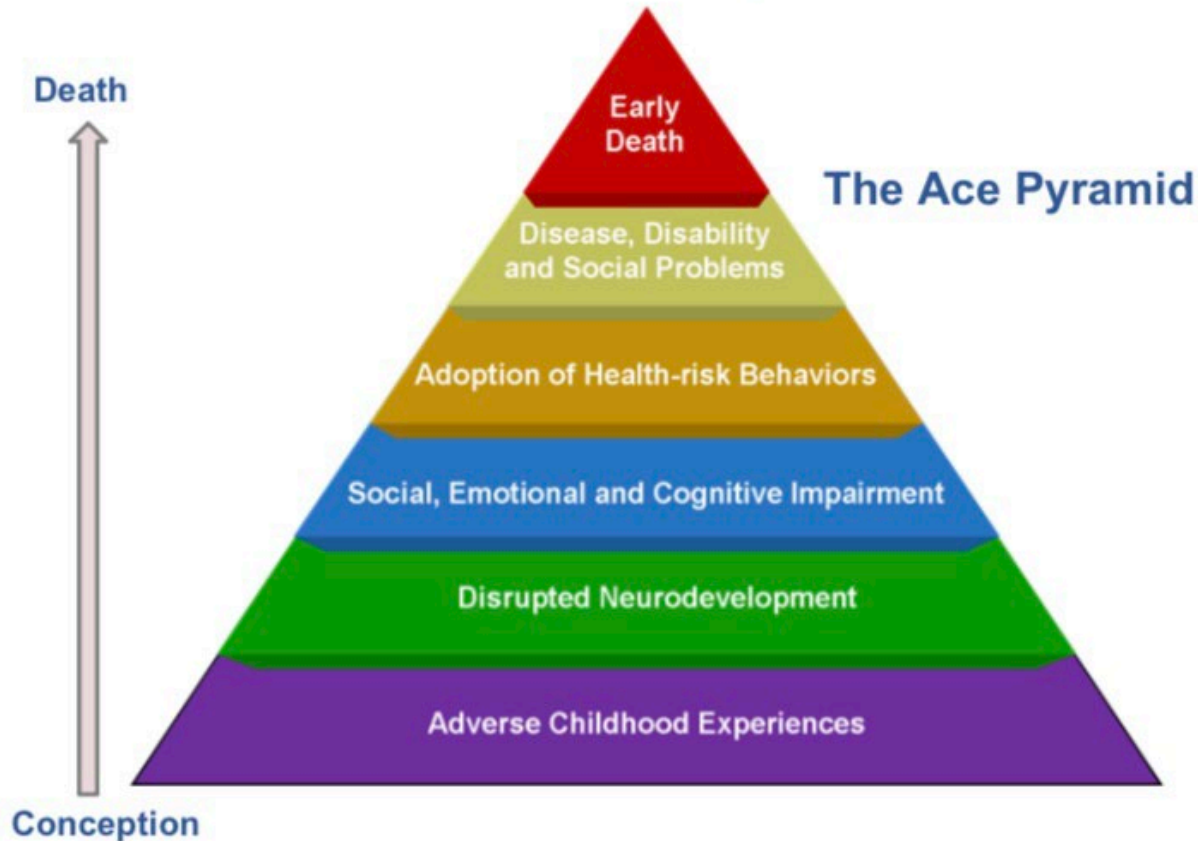 Death
Early
Death
The Ace Pyramid
Disease, Disability
and Social Problems
Adoption of Health-risk Behaviors
Social, Emotional and Cognitive Impairment
Disrupted Neurodevelopment
Adverse Childhood Experiences
Conception